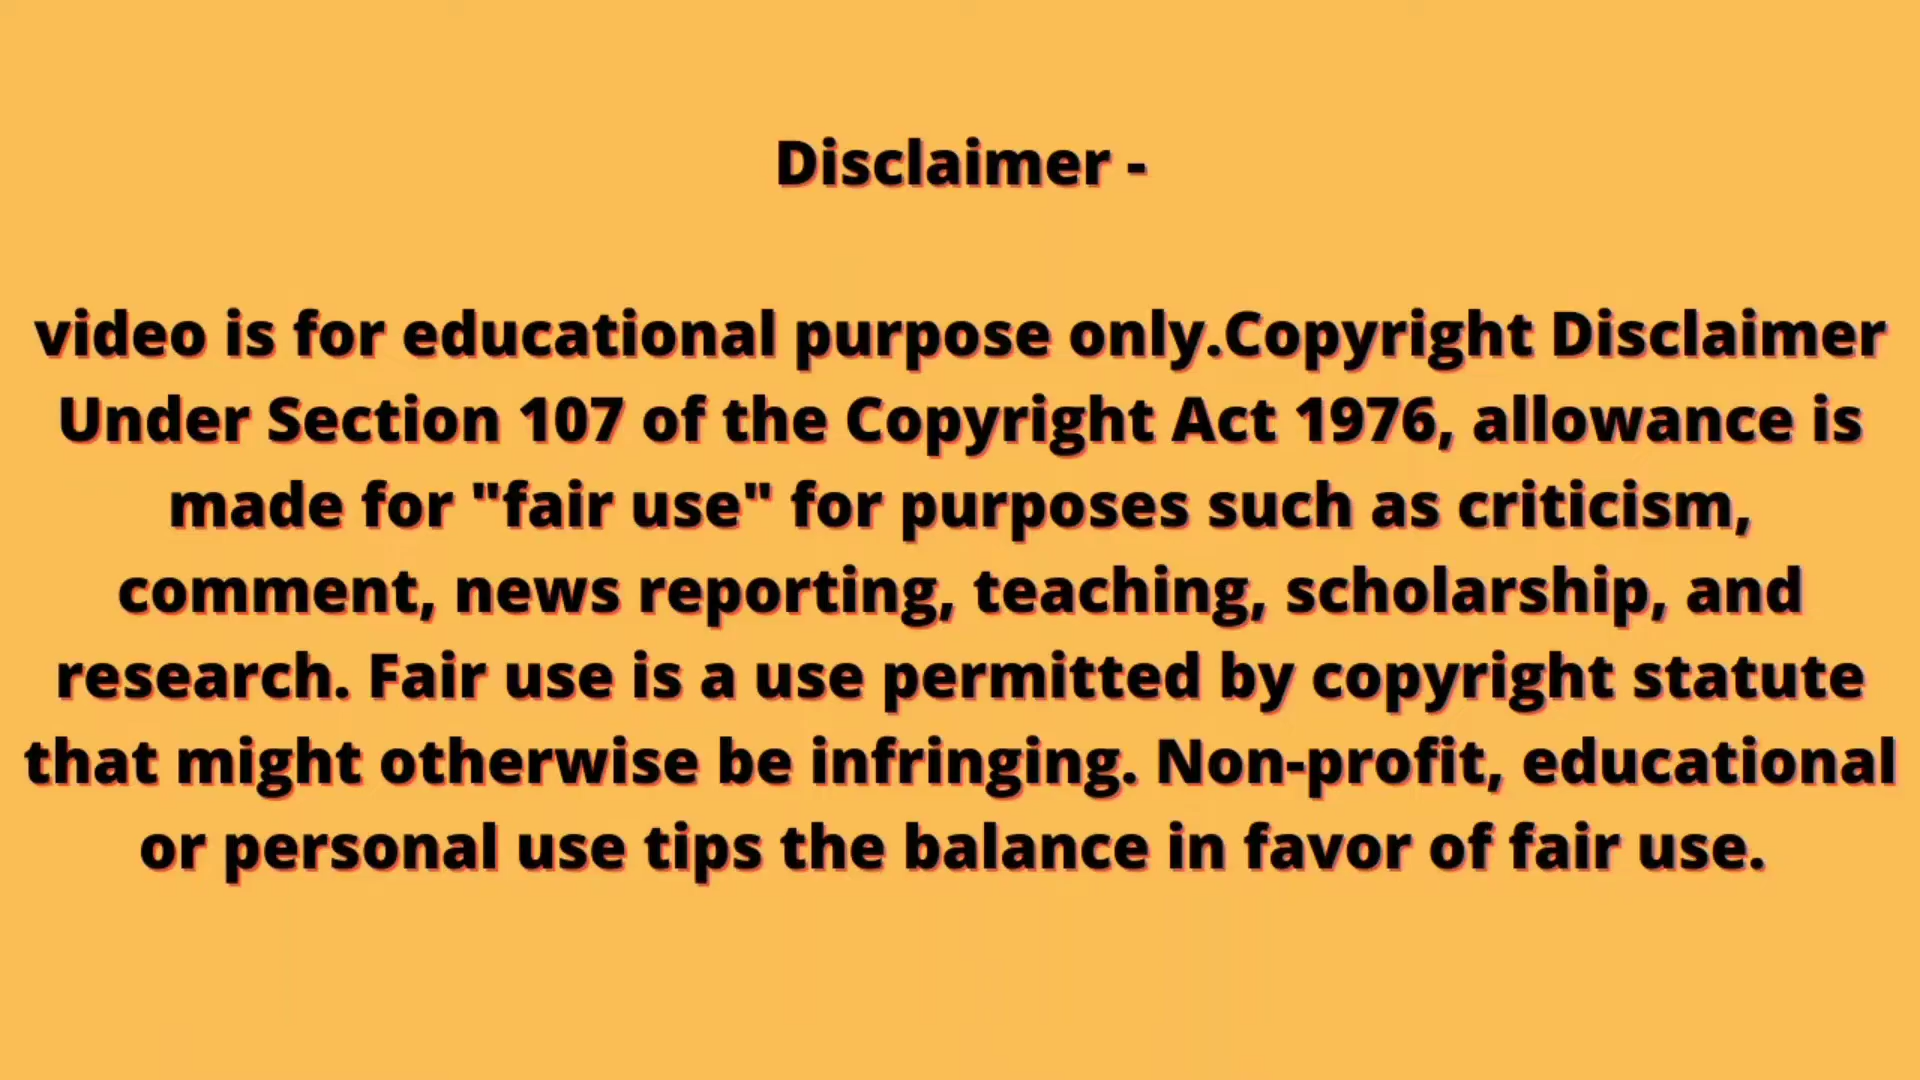 Disclaimer -
video is for educational purpose only.Copyright Disclaimer
Under Section 107 of the Copyright Act 1976, allowance is
made for "fair use" for purposes such as criticism,
comment, news reporting, teaching, scholarship, and
research. Fair use is a use permitted by copyright statute
that might otherwise be infringing. Non-profit, educational
or personal use tips the balance in favor of fair use.